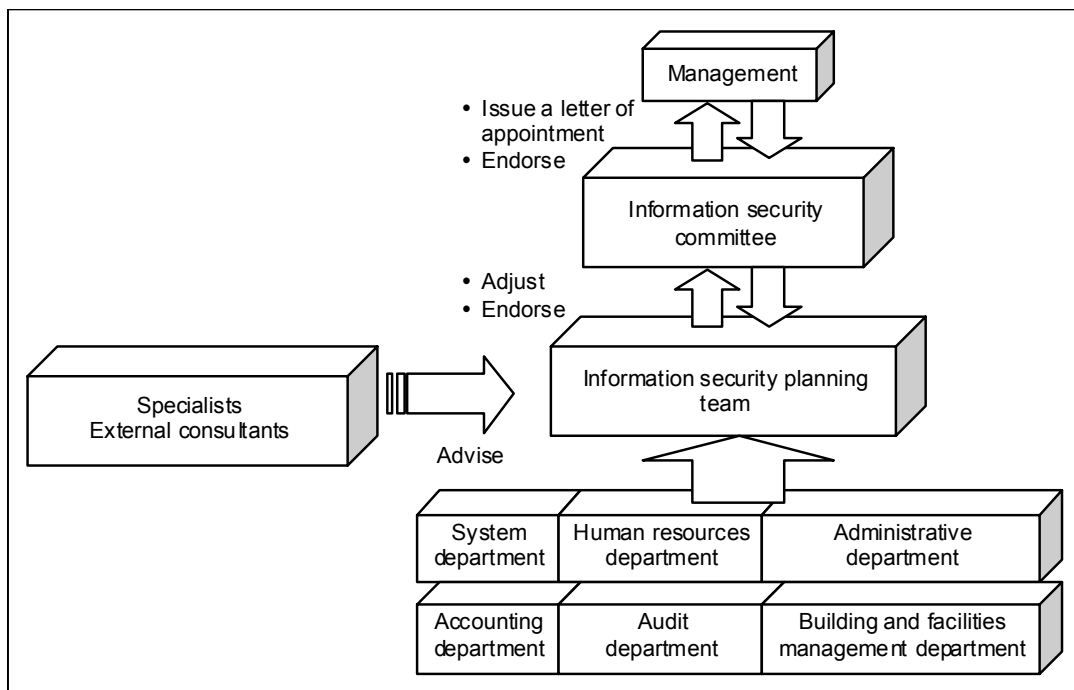 Management
• Issue a letter of
appointment
• Endorse
Information security
committee
• Adjust
• Endorse
Information security planning
team
Specialists
External consultants
Advise
System
department
Human resources
department
Administrative
department
Accounting
department
Audit
department
Building and facilities
management department